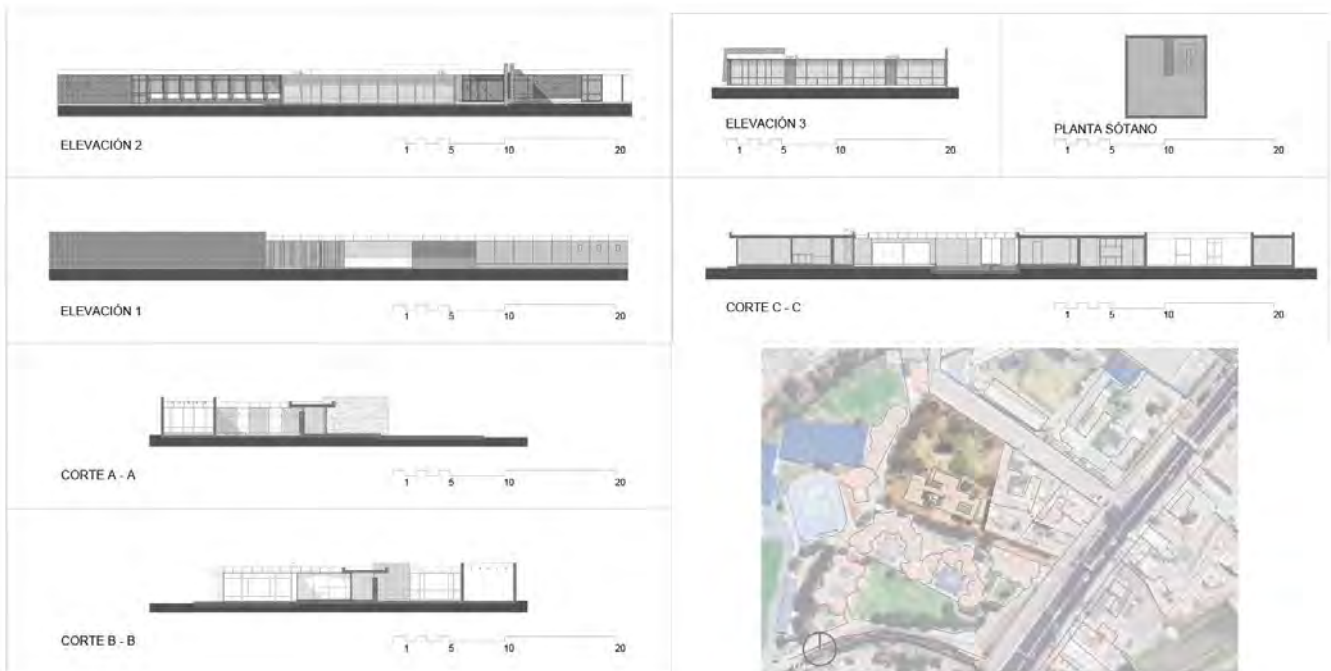 ELEVACIÓN 2
1 5 10 20
ELEVACIÓN 3
1 5 10 20
PLANTA SÓTANO
1 5 10 20
ELEVACIÓN 1
1 5 10 20
CORTE C - C
1 5 10 20
CORTE A - A
1 5 10 20
CORTE B - B
1 5 10 20